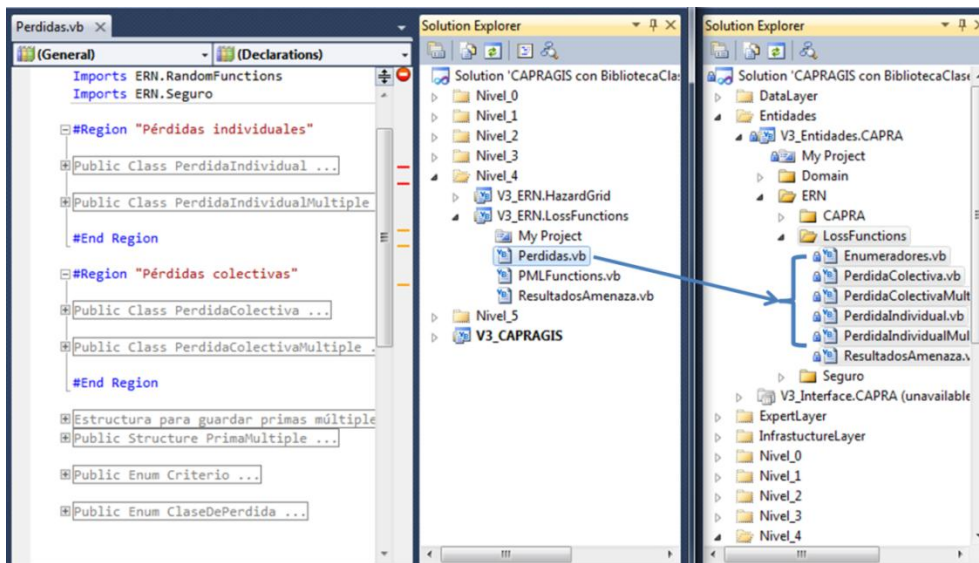 Perdidas.vb
(General)
(Declarations)
Imports ERN.RandomFunctions
Imports ERN.Seguro
#Region "Pérdidas individuales"
Public Class PerdidaIndividual ...
Public Class PerdidaIndividualMultiple
#End Region
#Region "Pérdidas colectivas"
Public Class PerdidaColectiva ...
Public Class PerdidaColectivaMultiple .
#End Region
Estructura para guardar primas múltiple
Public Structure PrimaMultiple ...
Public Enum Criterio ...
Public Enum ClaseDePerdida ...
Solution Explorer
Solution 'CAPRAGIS con BibliotecaClas
Nivel_0
Nivel_1
Nivel_2
Nivel_3
Nivel_4
V3_ERN.HazardGrid
V3_ERN.LossFunctions
My Project
Perdidas.vb
PMLFunctions.vb
ResultadosAmenaza.vb
Nivel_5
V3_CAPRAGIS
Solution Explorer
Solution 'CAPRAGIS con BibliotecaClase
DataLayer
Entidades
V3_Entidades.CAPRA
My Project
Domain
ERN
CAPRA
LossFunctions
Enumeradores.vb
PerdidaColectiva.vb
PerdidaColectivaMult
PerdidaIndividual.vb
PerdidaIndividualMul
ResultadosAmenaza.v
Seguro
V3_Interface.CAPRA (unavailable
ExpertLayer
InfrastuctureLayer
Nivel_0
Nivel_1
Nivel_2
Nivel_3
Nivel_4